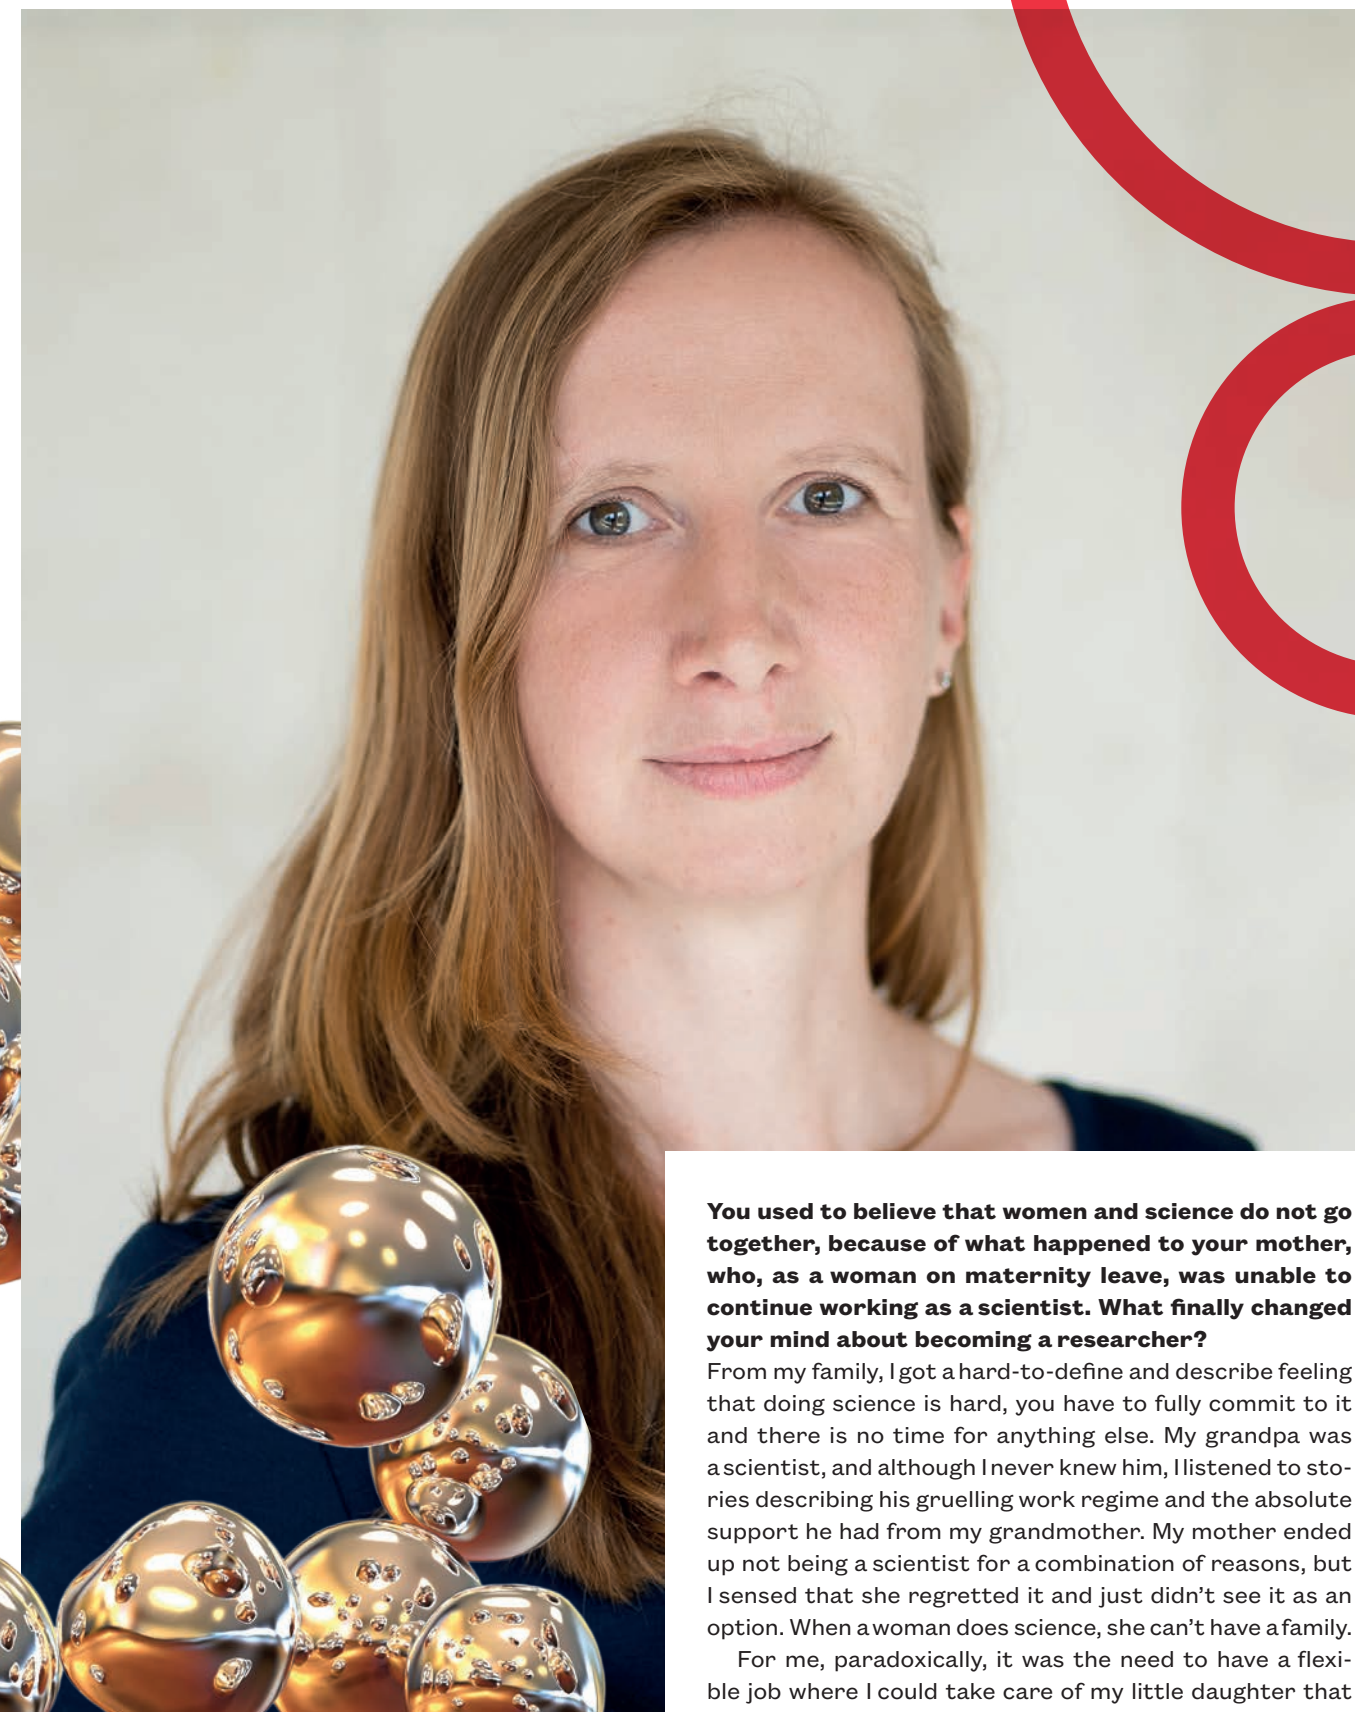 You used to believe that women and science do not go
together, because of what happened to your mother,
who, as a woman on maternity leave, was unable to
continue working as a scientist. What finally changed
your mind about becoming a researcher?
From my family, I got a hard-to-define and describe feeling
that doing science is hard, you have to fully commit to it
and there is no time for anything else. My grandpa was
a scientist, and although I never knew him, I listened to sto-
ries describing his gruelling work regime and the absolute
support he had from my grandmother. My mother ended
up not being a scientist for a combination of reasons, but
I sensed that she regretted it and just didn't see it as an
option. When a woman does science, she can't have a family.
For me, paradoxically, it was the need to have a flexi-
ble job where I could take care of my little daughter that